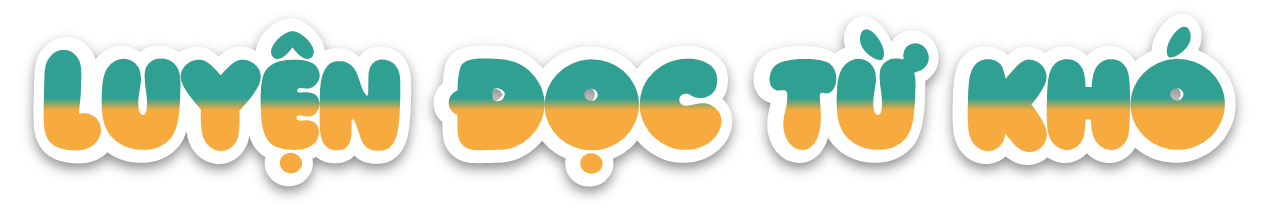 LUYỆN ĐỌC TỪ KHÓ